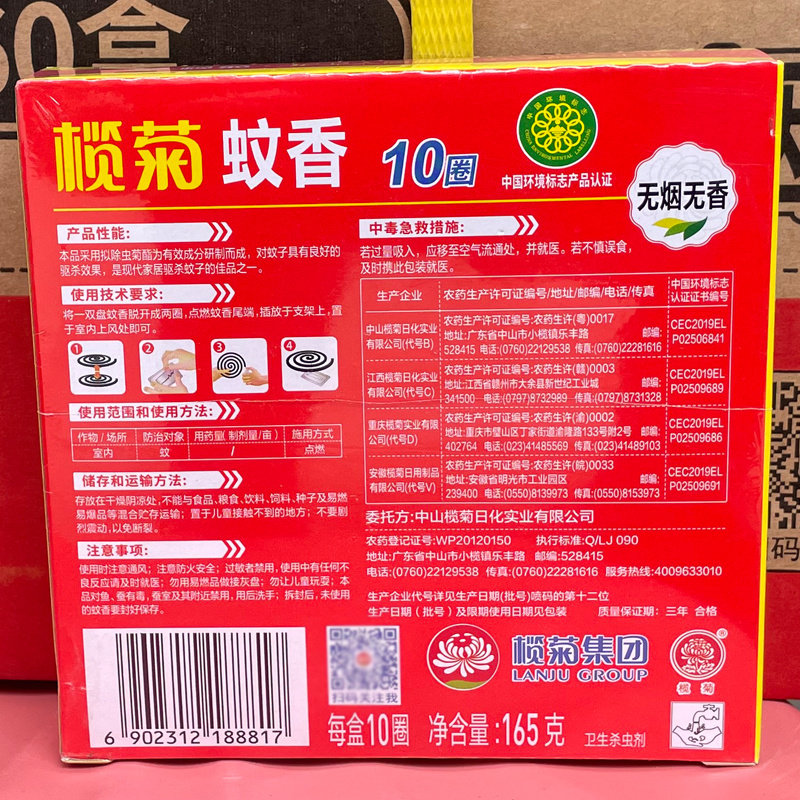 60盒
榄菊 蚊香 10圈
中国环境标志
CHINA ENVIRONMENTAL LABELLING
中国环境标志产品认证
无烟无香
产品性能：
本品采用拟除虫菊酯为有效成分研制而成，对蚊子具有良好的
驱杀效果，是现代家居驱杀蚊子的佳品之一。
使用技术要求：
将一双盘蚊香脱开成两圈，点燃蚊香尾端，插放于支架上，置
于室内上风处即可。
1 2 3 4
使用范围和使用方法：
作物/场所 防治对象 用药量(制剂量/亩) 施用方式
室内 蚊 / 点燃
储存和运输方法：
存放在干燥阴凉处，不能与食品、粮食、饮料、饲料、种子及易燃
易爆品等混合贮存运输；置于儿童接触不到的地方；不要剧
烈震动，以免断裂。
注意事项：
使用时注意通风；注意防火安全；过敏者禁用，使用中有任何不
良反应请及时就医；勿用易燃品做接灰盘；勿让儿童玩耍；本
品对鱼、蚕有毒，蚕室及其附近禁用，用后洗手；拆封后，未使用
的蚊香要封好保存。
中毒急救措施：
若过量吸入，应移至空气流通处，并就医。若不慎误食，
及时携此包装就医。
生产企业 农药生产许可证编号/地址/邮编/电话/传真 中国环境标志
认证证书编号
中山榄菊日化实业
有限公司(代号B)
农药生产许可证编号:农药生许(粤)0017
地址:广东省中山市小榄镇乐丰路 邮编:
528415 电话:(0760)22129538 传真:(0760)22281616
CEC2019EL
P02506841
江西榄菊日化实业
有限公司(代号C)
农药生产许可证编号:农药生许(赣)0003
地址:江西省赣州市大余县新世纪工业城 邮编:
341500 电话:(0797)8732989 传真:(0797)8731328
CEC2019EL
P02509689
重庆榄菊日化实业
有限公司(代号D)
农药生产许可证编号:农药生许(渝)0002
地址:重庆市璧山区丁家街道渝隆路133号附2号 邮编:
402764 电话:(023)41485569 传真:(023)41489103
CEC2019EL
P02509686
安徽榄菊日用制品
有限公司(代号V)
农药生产许可证编号:农药生许(皖)0033
地址:安徽省明光市工业园区 邮编:
239400 电话:(0550)8139973 传真:(0550)8153973
CEC2019EL
P02509691
委托方:中山榄菊日化实业有限公司
农药登记证号:WP20120150 执行标准:Q/LJ 090
地址:广东省中山市小榄镇乐丰路 邮编:528415
电话:(0760)22129538 传真:(0760)22281616 服务热线:4009633010
生产企业代号详见生产日期(批号)喷码的第十二位
生产日期（批号）及限期使用日期见包装 质量保证期:三年 合格
6 902312 188817
扫码关注我
榄菊集团
LANJU GROUP
®
榄菊
每盒10圈 净含量:165克 卫生杀虫剂
码